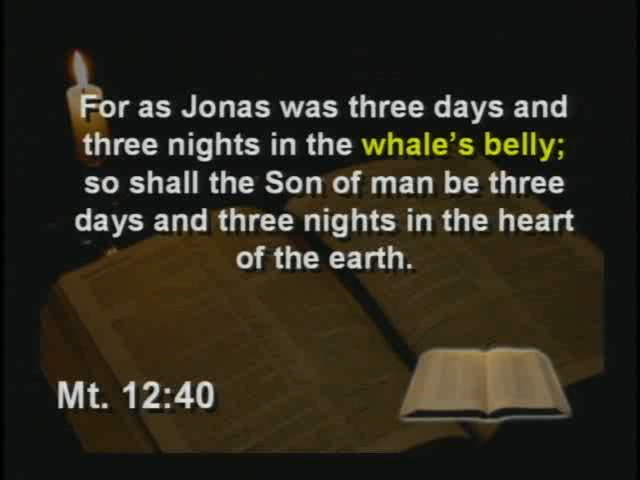 For as Jonas was three days and
three nights in the whale's belly;
so shall the Son of man be three
days and three nights in the heart
of the earth.
Mt. 12:40